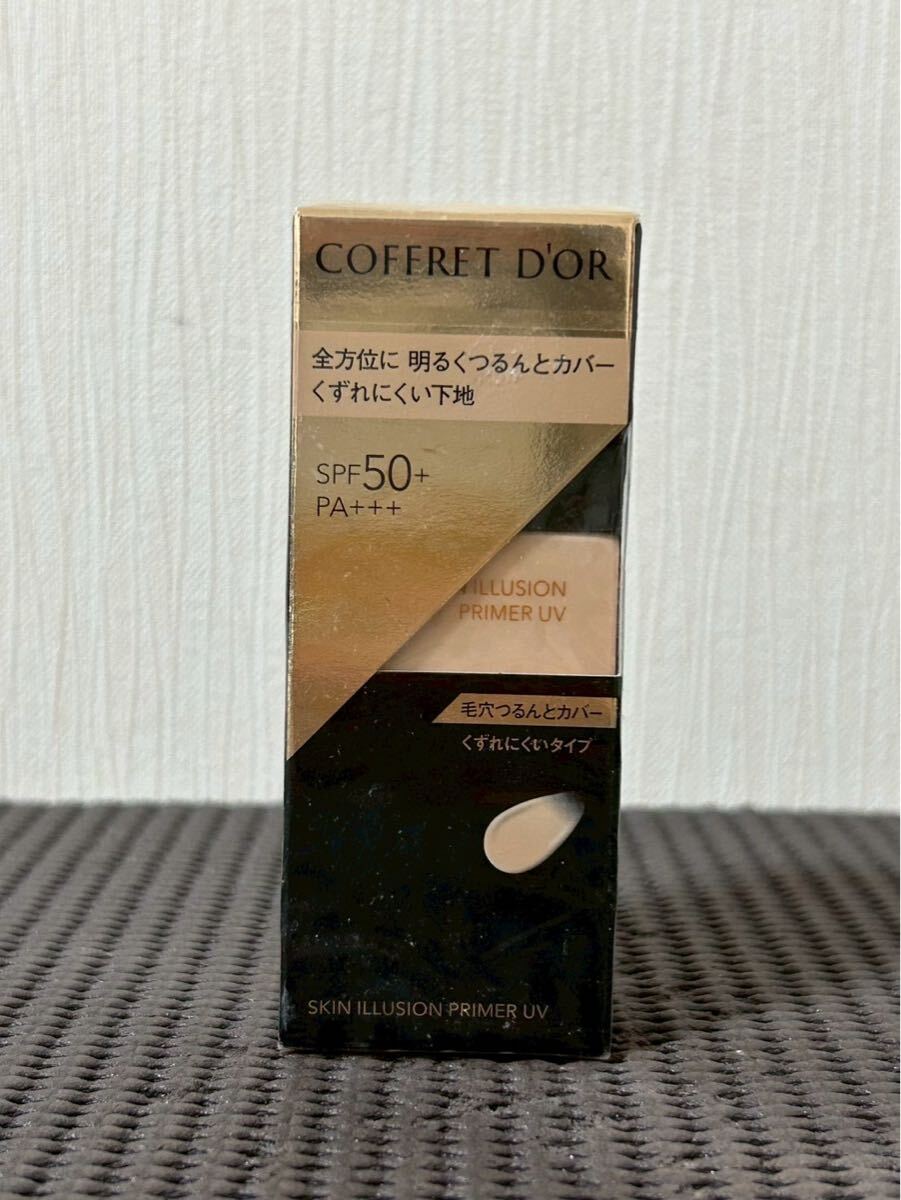 COFFRET D'OR
全方位に 明るくつるんとカバー
くずれにくい下地
SPF50+
PA+++
ILLUSION
PRIMER UV
毛穴つるんとカバー
くずれにくいタイプ
SKIN ILLUSION PRIMER UV